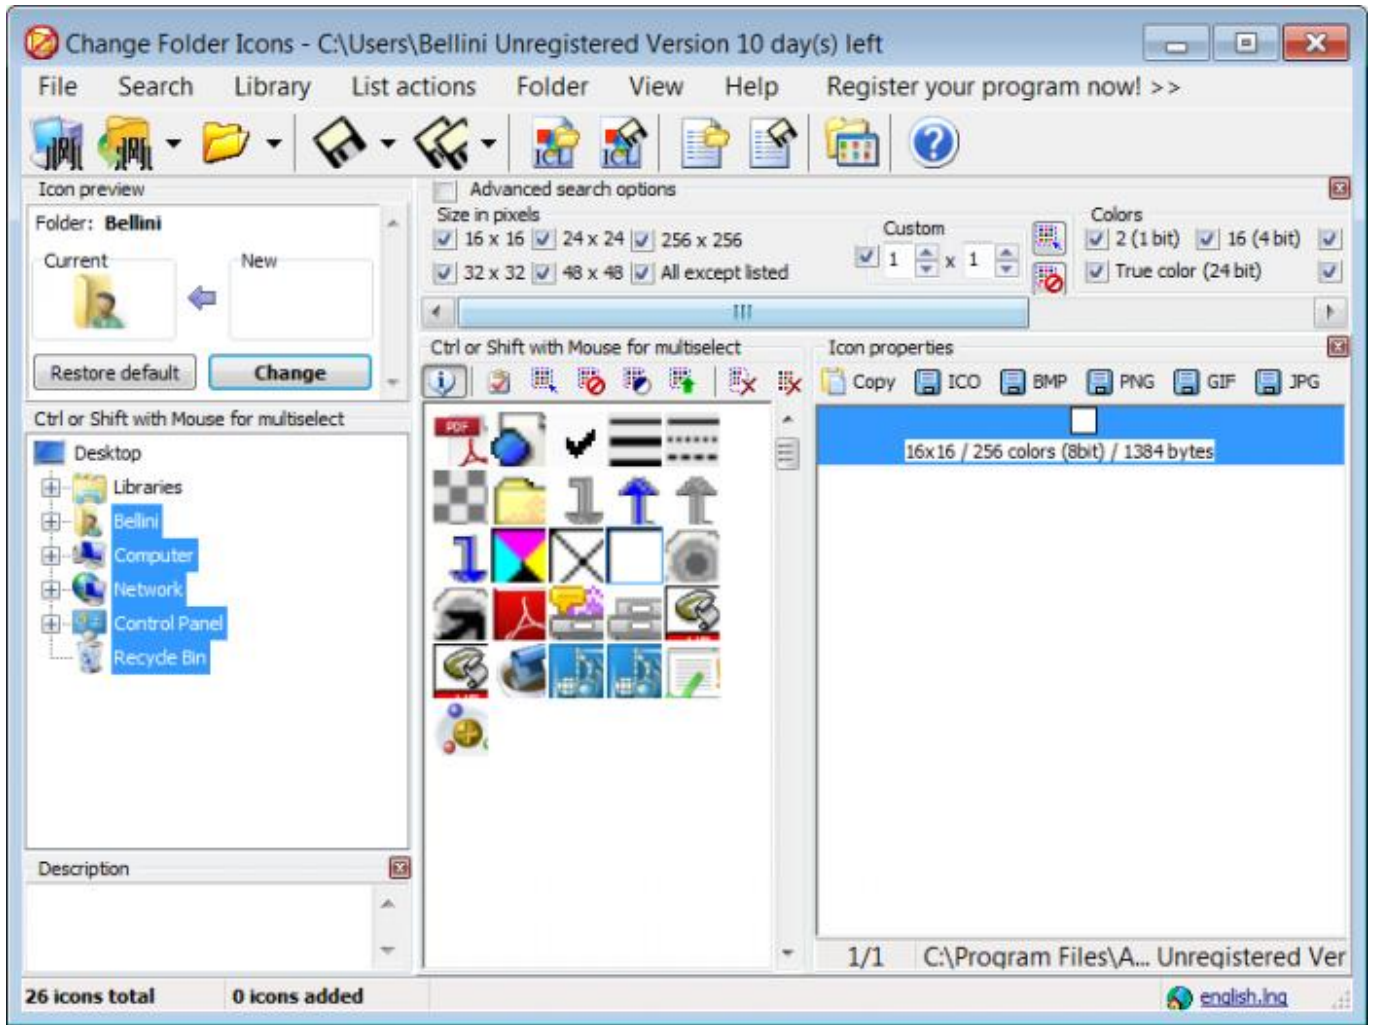 Change Folder Icons - C:\Users\Bellini Unregistered Version 10 day(s) left
File Search Library List actions Folder View Help Register your program now! >>
ICL ICL
Icon preview
Folder: Bellini
Current New
Restore default Change
Ctrl or Shift with Mouse for multiselect
Desktop
Libraries
Bellini
Computer
Network
Control Panel
Recycle Bin
Description
Advanced search options
Size in pixels
16 x 16 24 x 24 256 x 256
32 x 32 48 x 48 All except listed
Custom
1 x 1
Colors
2 (1 bit) 16 (4 bit)
True color (24 bit)
Ctrl or Shift with Mouse for multiselect
PDF
Icon properties
Copy ICO BMP PNG GIF JPG
16x16 / 256 colors (8bit) / 1384 bytes
1/1 C:\Program Files\A... Unregistered Ver
26 icons total 0 icons added english.lng